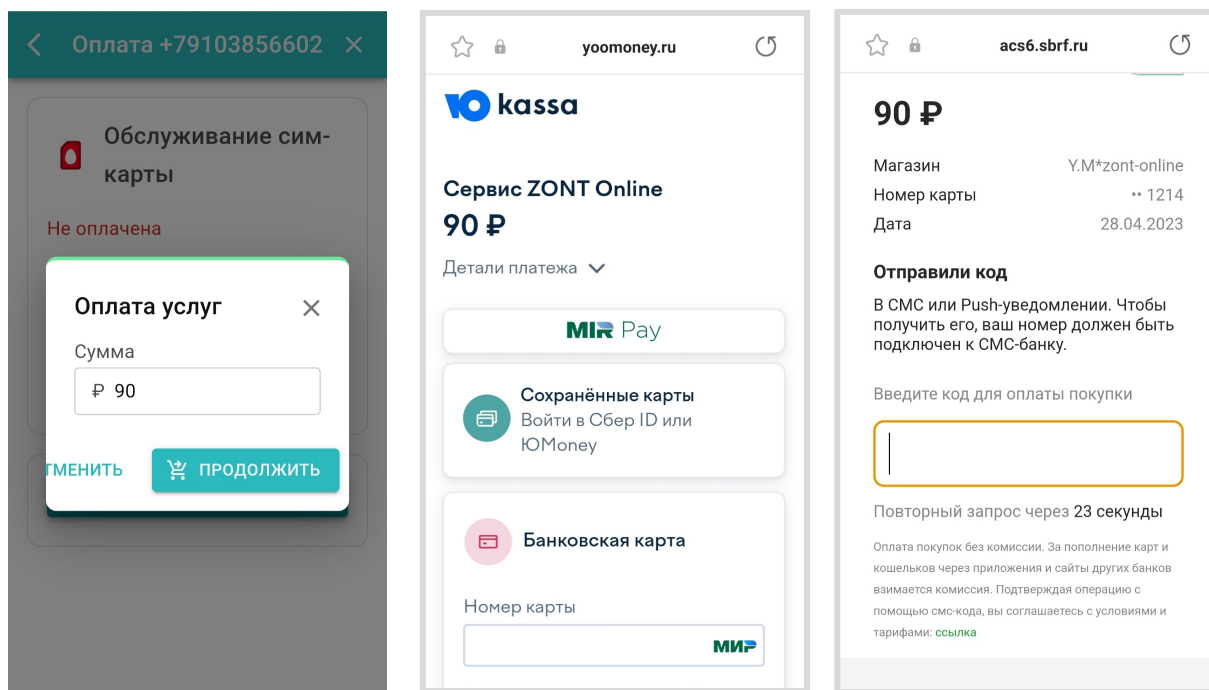 Оплата +79103856602
Обслуживание сим-
карты
Не оплачена
Оплата услуг
Сумма
₽ 90
ТМЕНИТЬ
ПРОДОЛЖИТЬ
yoomoney.ru
Ю kassa
Сервис ZONT Online
90 ₽
Детали платежа
MIR Pay
Сохранённые карты
Войти в Сбер ID или
ЮMoney
Банковская карта
Номер карты
МИР
acs6.sbrf.ru
90 ₽
Магазин Y.M*zont-online
Номер карты •• 1214
Дата 28.04.2023
Отправили код
В СМС или Push-уведомлении. Чтобы
получить его, ваш номер должен быть
подключен к СМС-банку.
Введите код для оплаты покупки
Повторный запрос через 23 секунды
Оплата покупок без комиссии. За пополнение карт и
кошельков через приложения и сайты других банков
взимается комиссия. Подтверждая операцию с
помощью смс-кода, вы соглашаетесь с условиями и
тарифами: ссылка